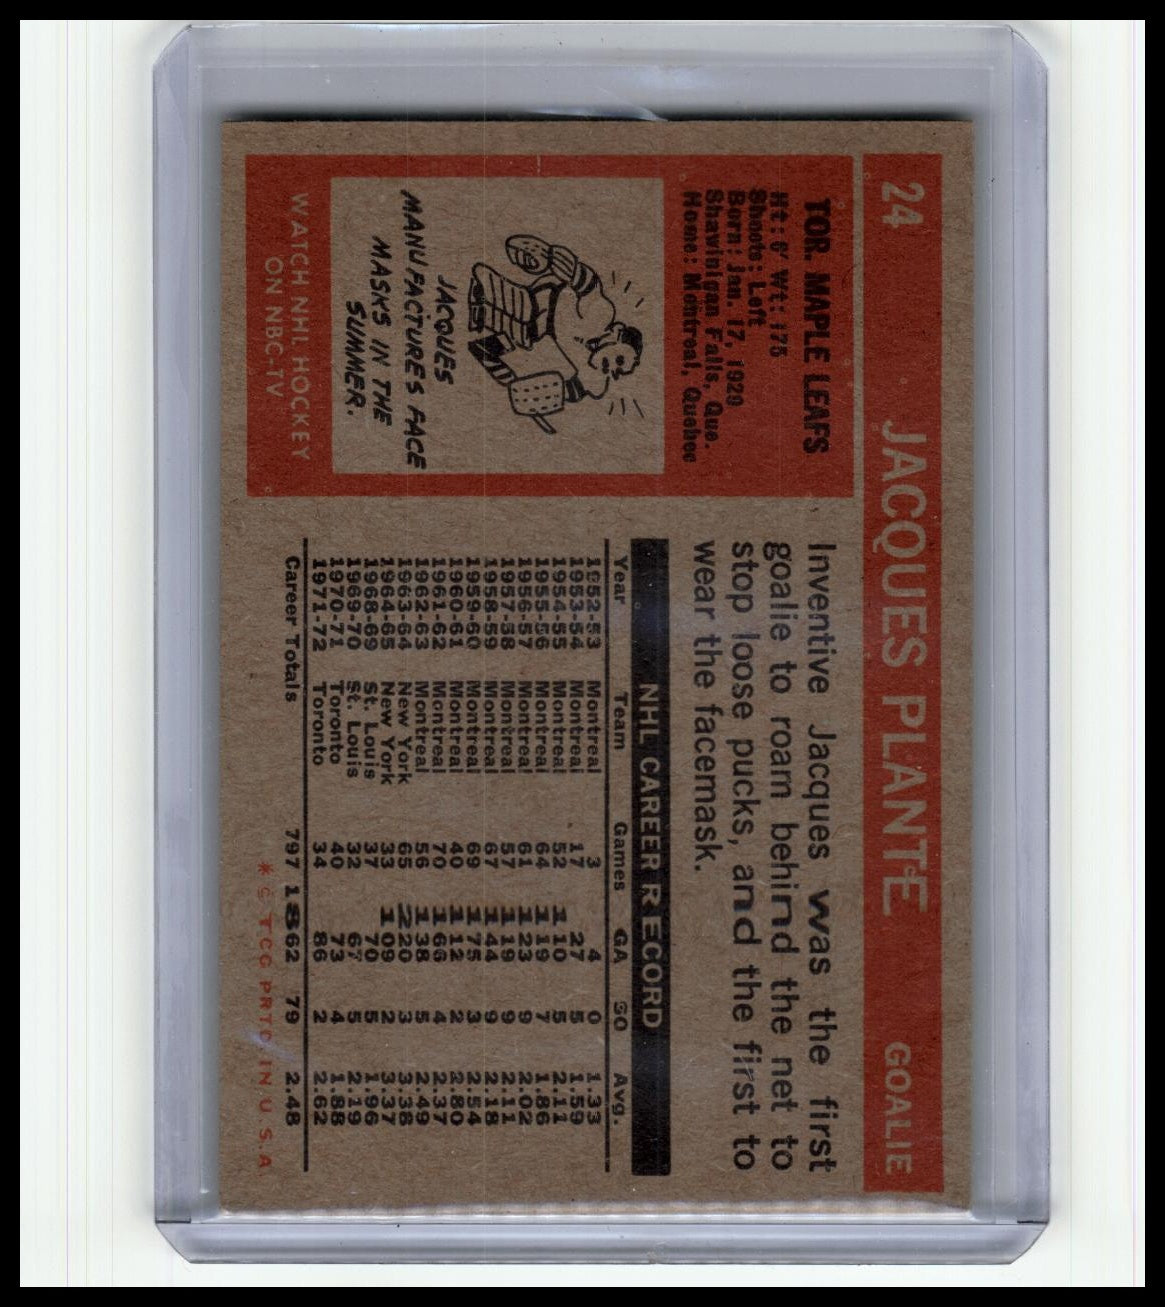 24 JACQUES PLANTE GOALIE
TOR. MAPLE LEAFS
Ht: 6' Wt: 175
Shoots: Left
Born: Jan. 17, 1929
Shawinigan Falls, Que.
Home: Montreal, Quebec
JACQUES
MANUFACTURES FACE
MASKS IN THE
SUMMER.
WATCH NHL HOCKEY
ON NBC-TV
Inventive Jacques was the first
goalie to roam behind the net to
stop loose pucks, and the first to
wear the facemask.
NHL CAREER RECORD
Year Team Games GA SO Avg.
1952-53 Montreal 3 4 0 1.33
1953-54 Montreal 17 27 5 1.59
1954-55 Montreal 52 110 5 2.11
1955-56 Montreal 64 119 7 1.86
1956-57 Montreal 61 123 9 2.02
1957-58 Montreal 57 119 9 2.11
1958-59 Montreal 67 144 9 2.18
1959-60 Montreal 69 175 3 2.54
1960-61 Montreal 40 112 2 2.80
1961-62 Montreal 70 166 4 2.37
1962-63 Montreal 56 138 5 2.49
1963-64 New York 65 220 3 3.38
1964-65 New York 33 109 2 3.37
1968-69 St. Louis 37 70 5 1.96
1969-70 St. Louis 32 67 5 2.19
1970-71 Toronto 40 73 4 1.88
1971-72 Toronto 34 86 2 2.62
Career Totals 797 1862 79 2.48
* © T.C.G. PRTD. IN U.S.A